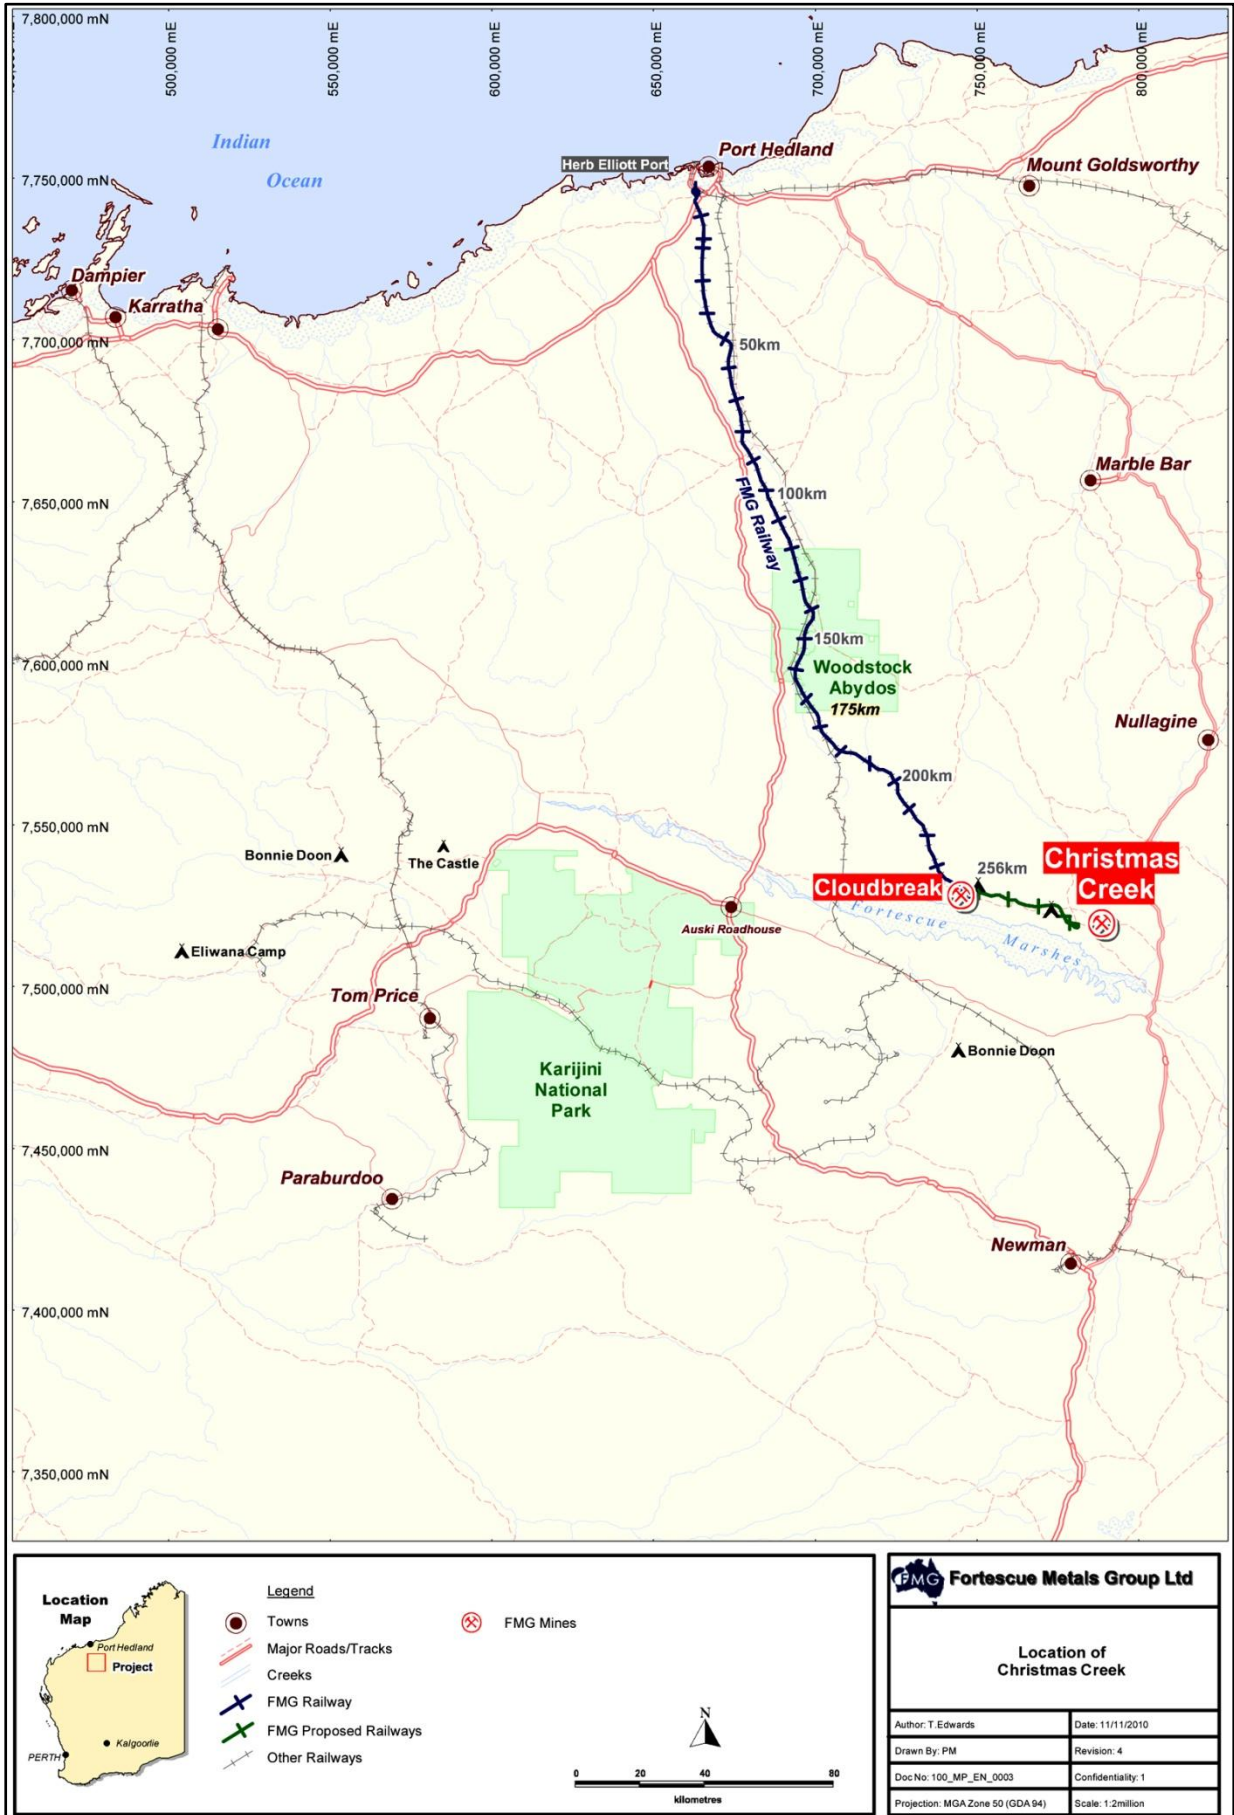 7,800,000 mN
500,000 mE
550,000 mE
600,000 mE
650,000 mE
700,000 mE
750,000 mE
800,000 mE
Indian
Ocean
Herb Elliott Port
Port Hedland
Mount Goldsworthy
7,750,000 mN
Dampier
Karratha
7,700,000 mN
50km
Marble Bar
100km
FMG Railway
7,650,000 mN
150km
7,600,000 mN
Woodstock
Abydos
175km
Nullagine
200km
7,550,000 mN
Bonnie Doon
The Castle
256km
Christmas
Creek
Cloudbreak
Fortescue
Marshes
Auski Roadhouse
Eliwana Camp
7,500,000 mN
Tom Price
Bonnie Doon
Karijini
National
Park
7,450,000 mN
Paraburdoo
Newman
7,400,000 mN
7,350,000 mN
Location
Map
Port Hedland
Project
Kalgoorlie
PERTH
Legend
Towns
Major Roads/Tracks
Creeks
FMG Railway
FMG Proposed Railways
Other Railways
FMG Mines
N
0 20 40 80
kilometres
FMG Fortescue Metals Group Ltd
Location of
Christmas Creek
Author: T.Edwards
Date: 11/11/2010
Drawn By: PM
Revision: 4
Doc No: 100_MP_EN_0003
Confidentiality: 1
Projection: MGA Zone 50 (GDA 94)
Scale: 1:2million